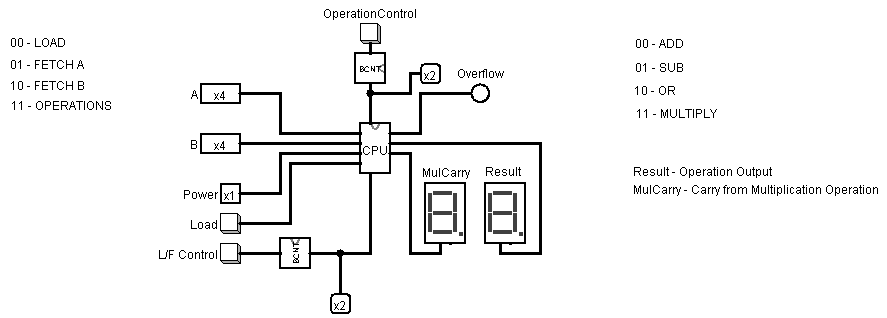 OperationControl
00 - LOAD
01 - FETCH A
10 - FETCH B
11 - OPERATIONS
00 - ADD
01 - SUB
10 - OR
11 - MULTIPLY
BCNT
x2
Overflow
A x4
B x4
CPU
Power x1
Load
L/F Control
BCNT
x2
MulCarry
Result
Result - Operation Output
MulCarry - Carry from Multiplication Operation